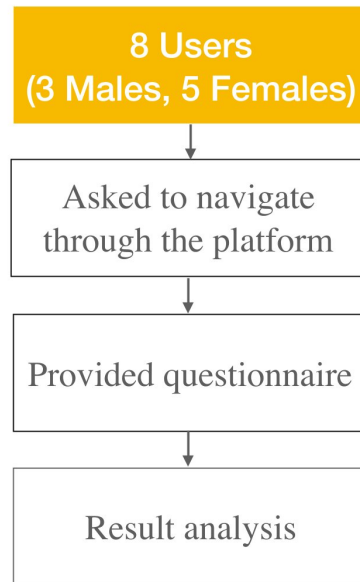 8 Users
(3 Males, 5 Females)
Asked to navigate
through the platform
Provided questionnaire
Result analysis